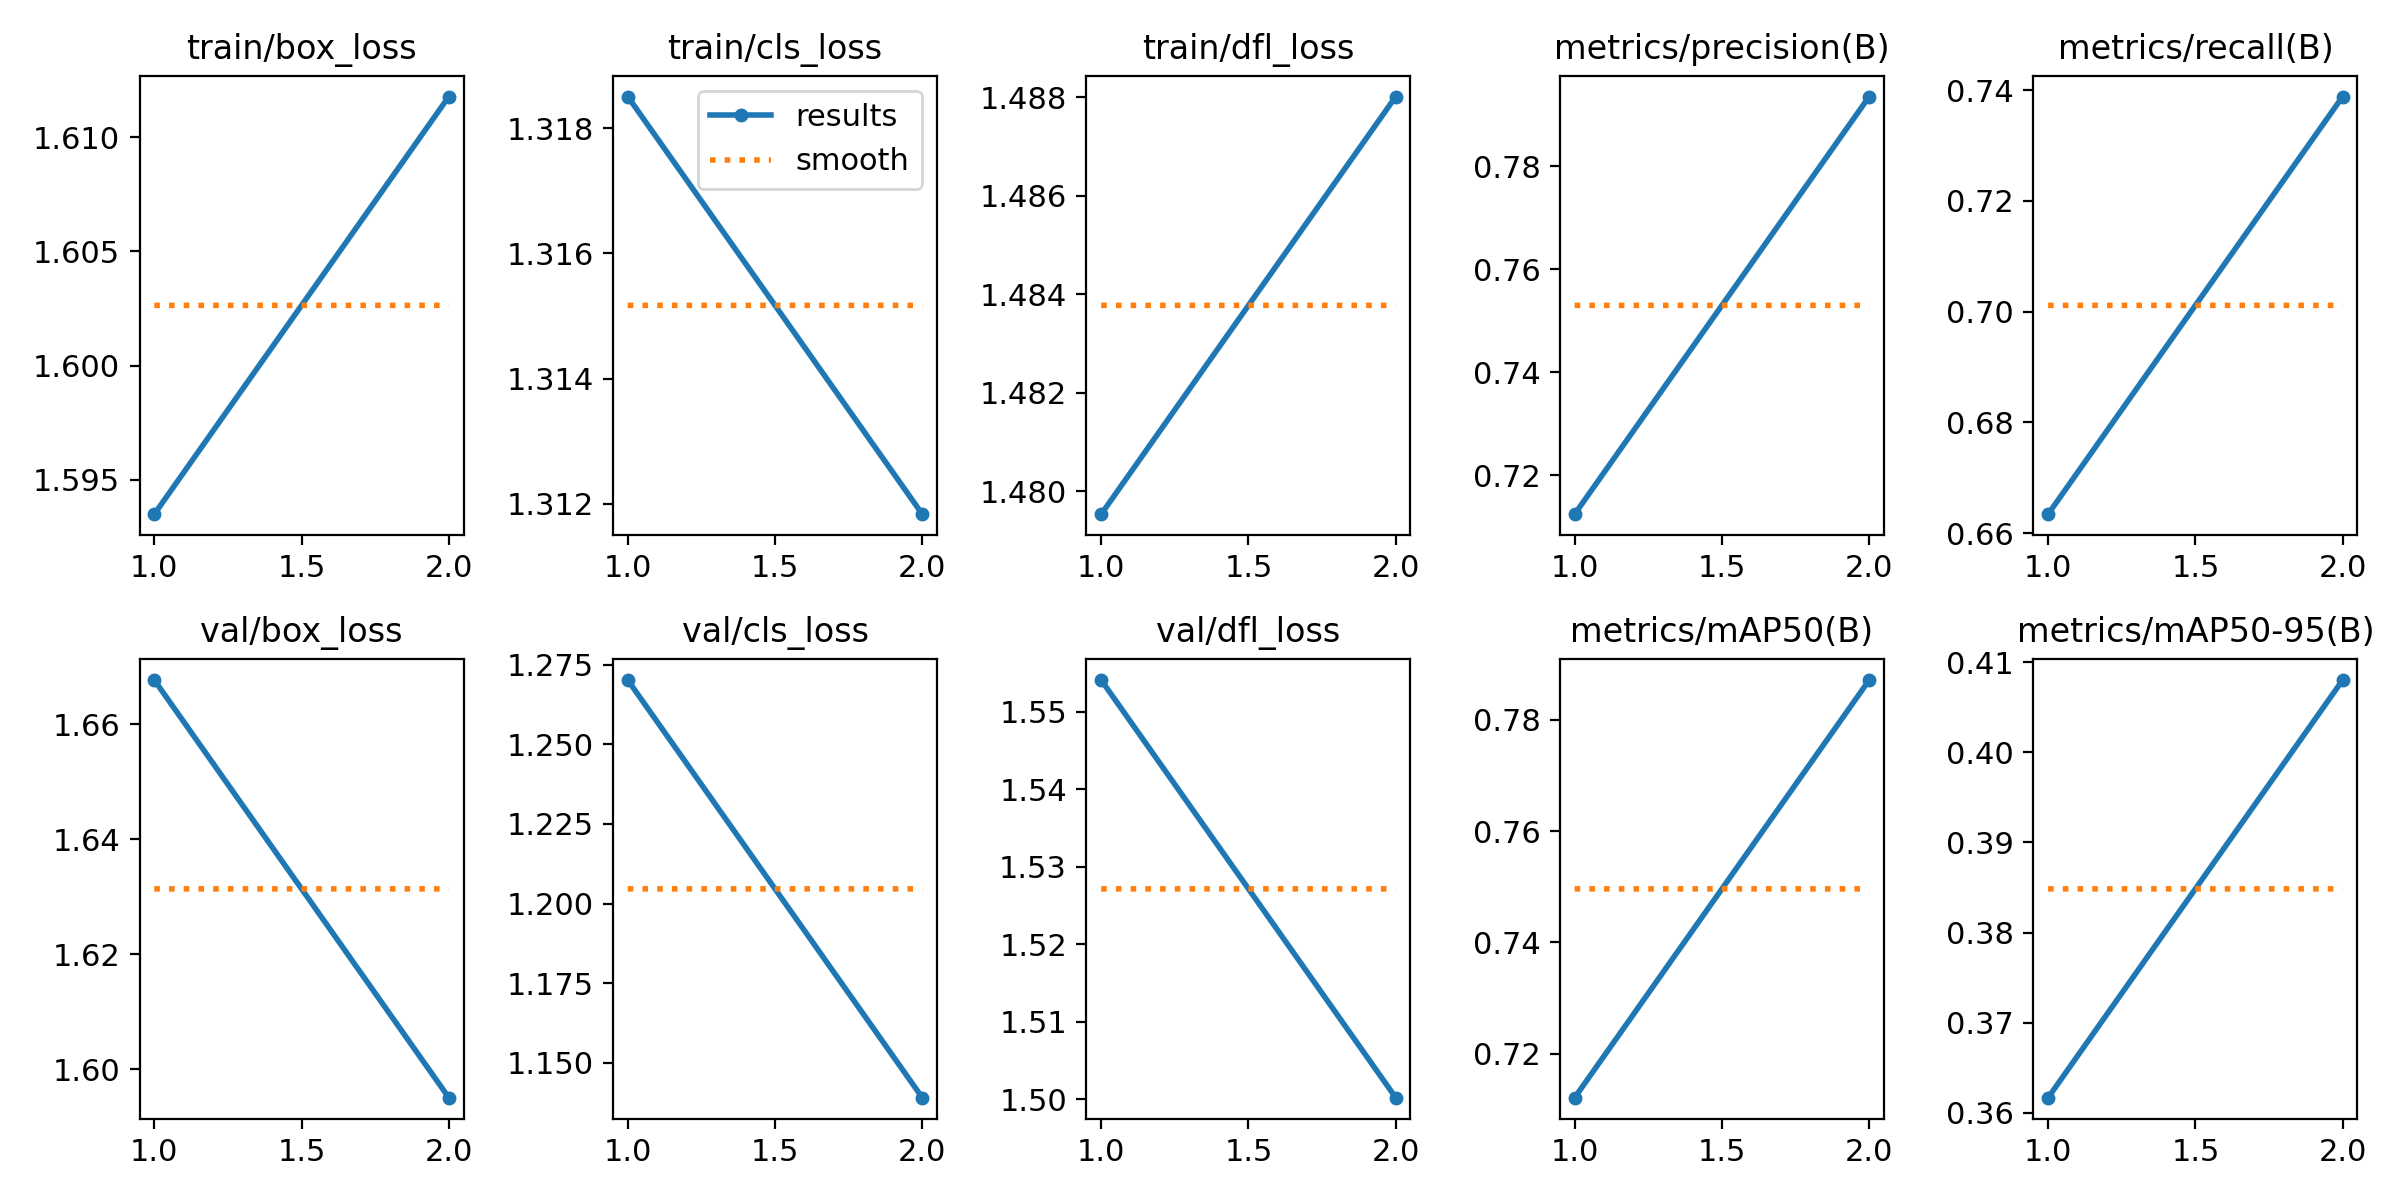 train/box_loss
1.610
1.605
1.600
1.595
1.0 1.5 2.0
train/cls_loss
results
smooth
1.318
1.316
1.314
1.312
1.0 1.5 2.0
train/dfl_loss
1.488
1.486
1.484
1.482
1.480
1.0 1.5 2.0
metrics/precision(B)
0.78
0.76
0.74
0.72
1.0 1.5 2.0
metrics/recall(B)
0.74
0.72
0.70
0.68
0.66
1.0 1.5 2.0
val/box_loss
1.66
1.64
1.62
1.60
1.0 1.5 2.0
val/cls_loss
1.275
1.250
1.225
1.200
1.175
1.150
1.0 1.5 2.0
val/dfl_loss
1.55
1.54
1.53
1.52
1.51
1.50
1.0 1.5 2.0
metrics/mAP50(B)
0.78
0.76
0.74
0.72
1.0 1.5 2.0
metrics/mAP50-95(B)
0.41
0.40
0.39
0.38
0.37
0.36
1.0 1.5 2.0